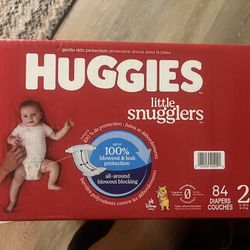 gentle skin protection protection douce pour la peau
HUGGIES
little
snugglers
up to
100%
blowout & leak protection
all-around
blowout blocking
84
DIAPERS
COUCHES
2